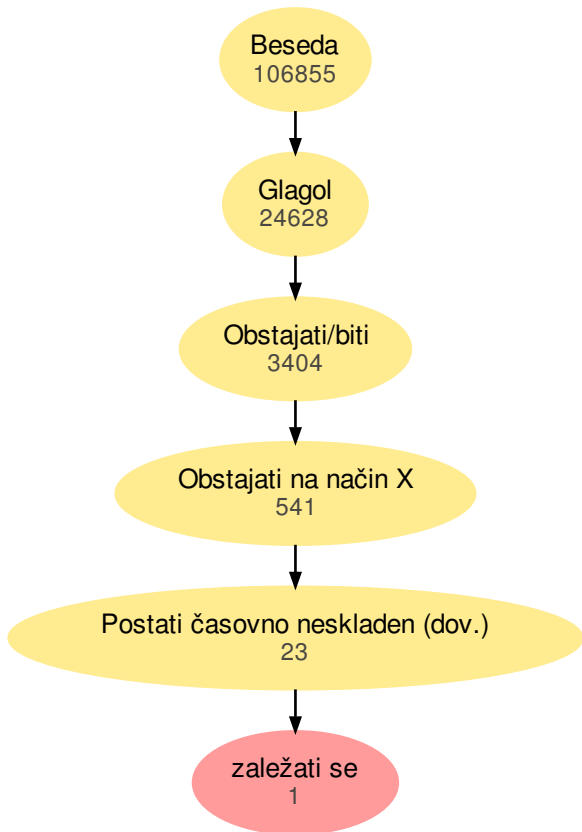 Beseda
106855
Glagol
24628
Obstajati/biti
3404
Obstajati na način X
541
Postati časovno neskladen (dov.)
23
zaležati se
1